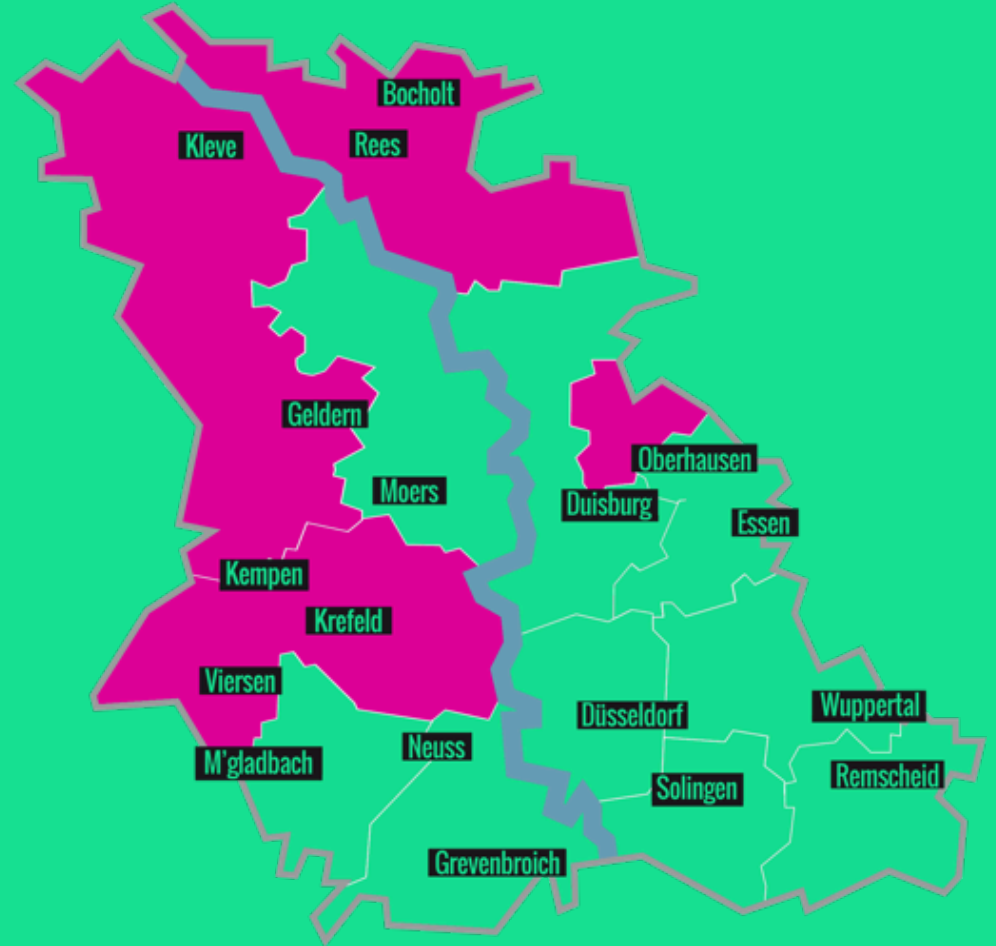 Bocholt
Kleve
Rees
Geldern
Oberhausen
Moers
Duisburg
Essen
Kempen
Krefeld
Viersen
Wuppertal
Düsseldorf
Neuss
M'gladbach
Remscheid
Solingen
Grevenbroich